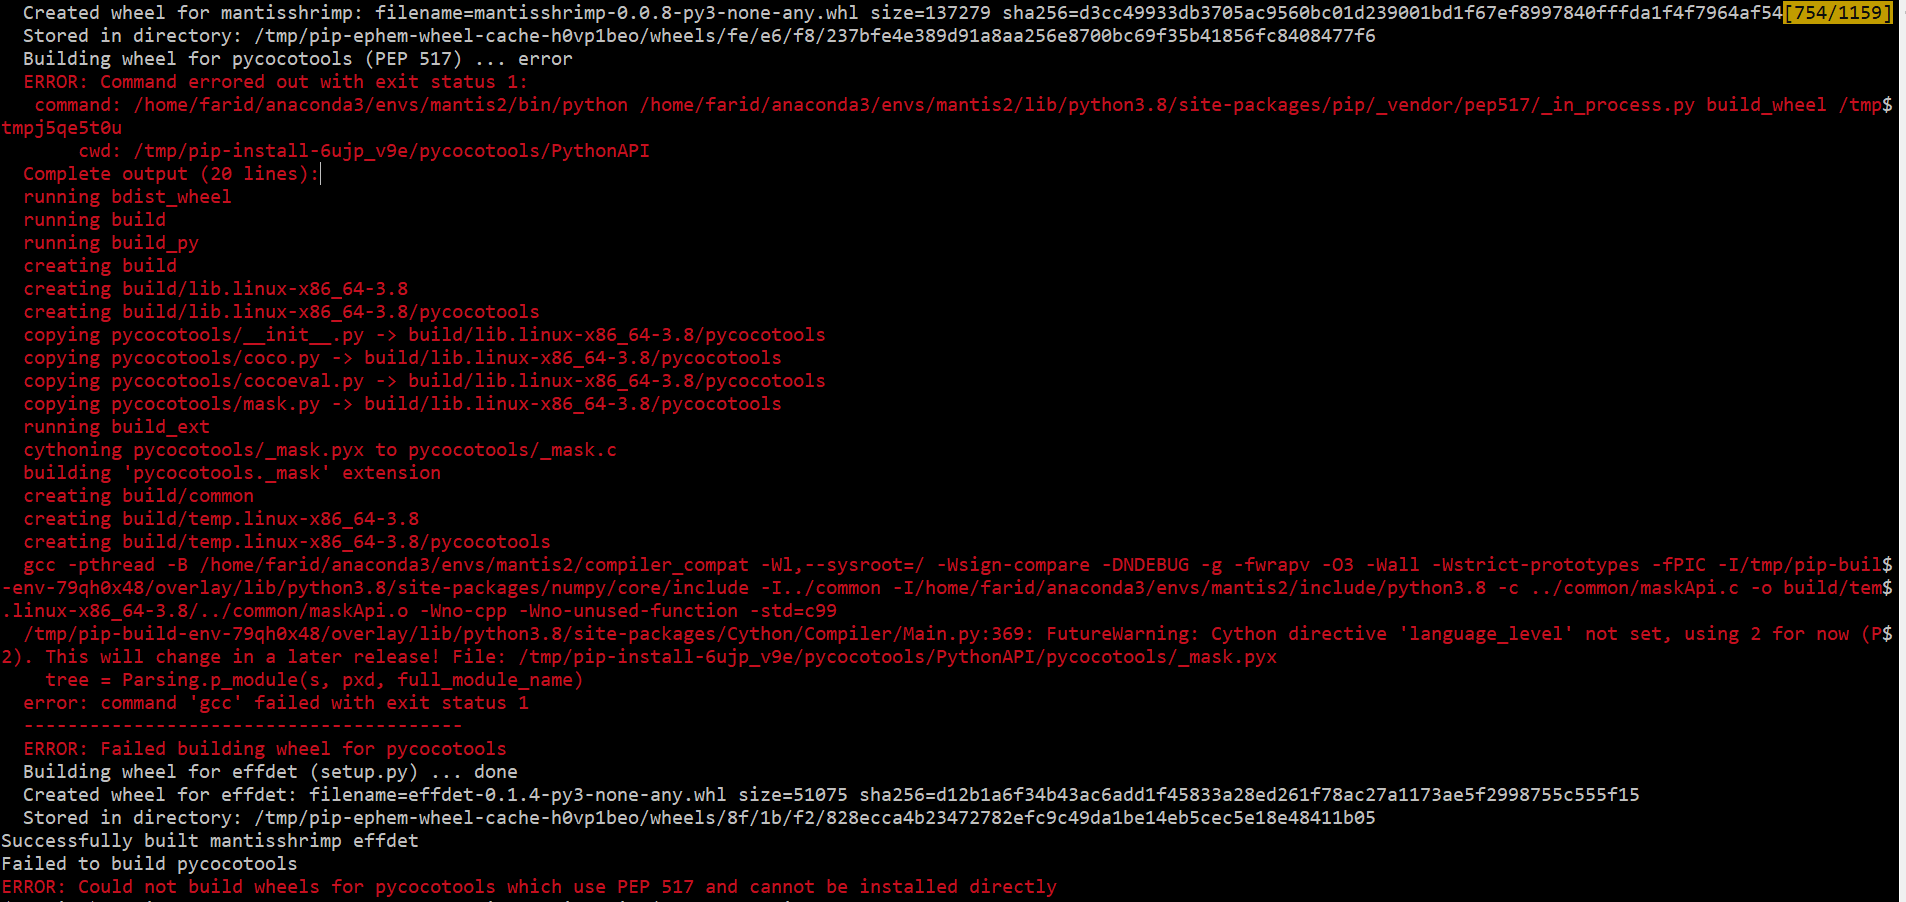 Created wheel for mantisshrimp: filename=mantisshrimp-0.0.8-py3-none-any.whl size=137279 sha256=d3cc49933db3705ac9560bc01d239001bd1f67ef8997840fffda1f4f7964af54[754/1159]
  Stored in directory: /tmp/pip-ephem-wheel-cache-h0vp1beo/wheels/fe/e6/f8/237bfe4e389d91a8aa256e8700bc69f35b41856fc8408477f6
  Building wheel for pycocotools (PEP 517) ... error
  ERROR: Command errored out with exit status 1:
   command: /home/farid/anaconda3/envs/mantis2/bin/python /home/farid/anaconda3/envs/mantis2/lib/python3.8/site-packages/pip/_vendor/pep517/_in_process.py build_wheel /tmp$
tmpj5qe5t0u
       cwd: /tmp/pip-install-6ujp_v9e/pycocotools/PythonAPI
  Complete output (20 lines):
  running bdist_wheel
  running build
  running build_py
  creating build
  creating build/lib.linux-x86_64-3.8
  creating build/lib.linux-x86_64-3.8/pycocotools
  copying pycocotools/__init__.py -> build/lib.linux-x86_64-3.8/pycocotools
  copying pycocotools/coco.py -> build/lib.linux-x86_64-3.8/pycocotools
  copying pycocotools/cocoeval.py -> build/lib.linux-x86_64-3.8/pycocotools
  copying pycocotools/mask.py -> build/lib.linux-x86_64-3.8/pycocotools
  running build_ext
  cythoning pycocotools/_mask.pyx to pycocotools/_mask.c
  building 'pycocotools._mask' extension
  creating build/common
  creating build/temp.linux-x86_64-3.8
  creating build/temp.linux-x86_64-3.8/pycocotools
  gcc -pthread -B /home/farid/anaconda3/envs/mantis2/compiler_compat -Wl,--sysroot=/ -Wsign-compare -DNDEBUG -g -fwrapv -O3 -Wall -Wstrict-prototypes -fPIC -I/tmp/pip-buil$
-env-79qh0x48/overlay/lib/python3.8/site-packages/numpy/core/include -I../common -I/home/farid/anaconda3/envs/mantis2/include/python3.8 -c ../common/maskApi.c -o build/tem$
.linux-x86_64-3.8/../common/maskApi.o -Wno-cpp -Wno-unused-function -std=c99
  /tmp/pip-build-env-79qh0x48/overlay/lib/python3.8/site-packages/Cython/Compiler/Main.py:369: FutureWarning: Cython directive 'language_level' not set, using 2 for now (P$
2). This will change in a later release! File: /tmp/pip-install-6ujp_v9e/pycocotools/PythonAPI/pycocotools/_mask.pyx
    tree = Parsing.p_module(s, pxd, full_module_name)
  error: command 'gcc' failed with exit status 1
  ----------------------------------------
  ERROR: Failed building wheel for pycocotools
  Building wheel for effdet (setup.py) ... done
  Created wheel for effdet: filename=effdet-0.1.4-py3-none-any.whl size=51075 sha256=d12b1a6f34b43ac6add1f45833a28ed261f78ac27a1173ae5f2998755c555f15
  Stored in directory: /tmp/pip-ephem-wheel-cache-h0vp1beo/wheels/8f/1b/f2/828ecca4b23472782efc9c49da1be14eb5cec5e18e48411b05
Successfully built mantisshrimp effdet
Failed to build pycocotools
ERROR: Could not build wheels for pycocotools which use PEP 517 and cannot be installed directly